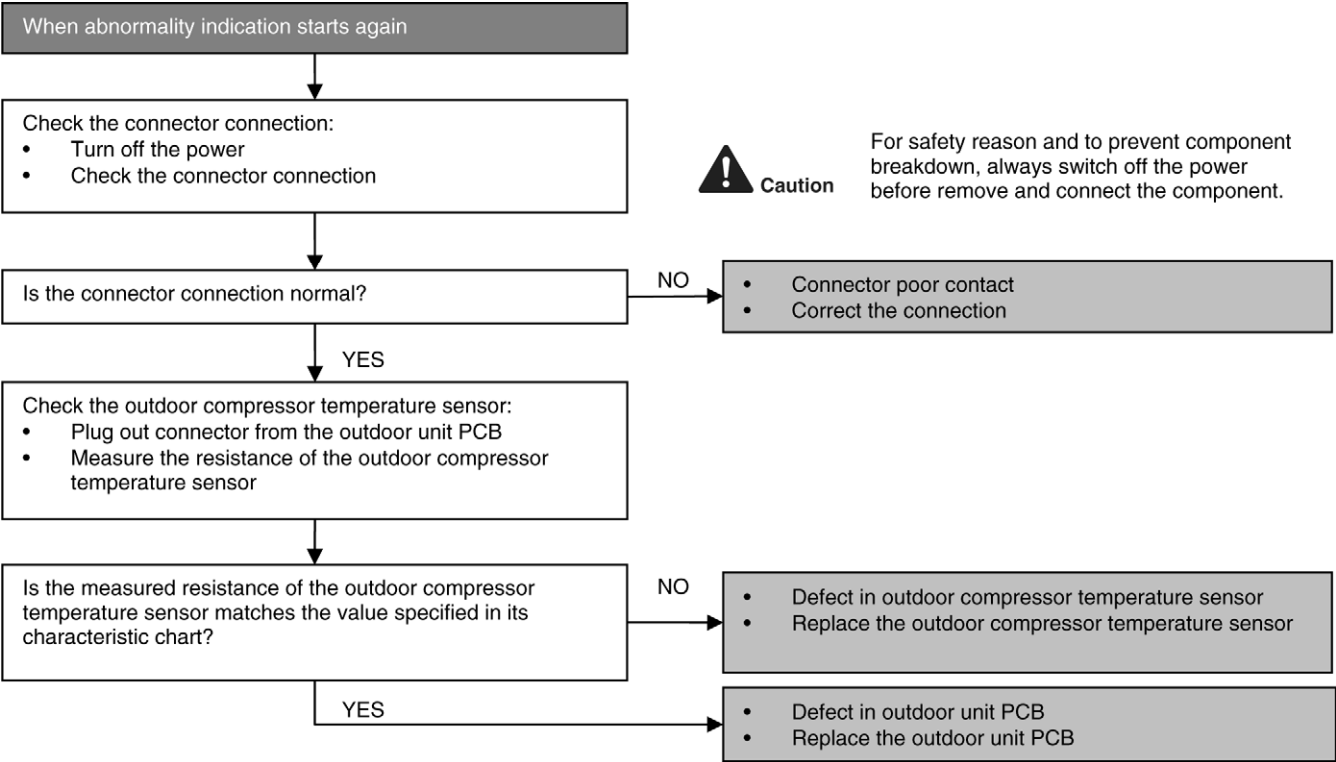 When abnormality indication starts again
Check the connector connection:
• Turn off the power
• Check the connector connection
Caution
For safety reason and to prevent component
breakdown, always switch off the power
before remove and connect the component.
Is the connector connection normal?
NO
• Connector poor contact
• Correct the connection
YES
Check the outdoor compressor temperature sensor:
• Plug out connector from the outdoor unit PCB
• Measure the resistance of the outdoor compressor
temperature sensor
Is the measured resistance of the outdoor compressor
temperature sensor matches the value specified in its
characteristic chart?
NO
• Defect in outdoor compressor temperature sensor
• Replace the outdoor compressor temperature sensor
YES
• Defect in outdoor unit PCB
• Replace the outdoor unit PCB